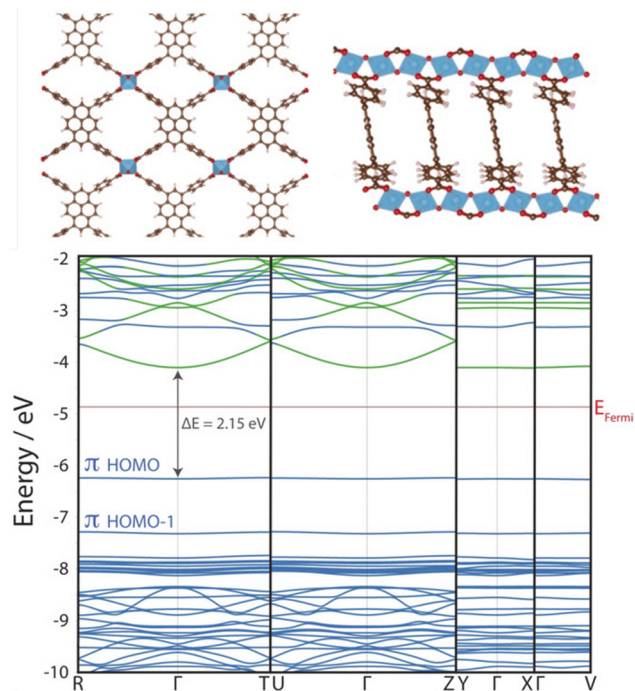 -2
-3
-4
-5
-6
-7
-8
-9
-10
Energy / eV
ΔE = 2.15 eV
E_Fermi
π HOMO
π HOMO-1
R Γ T U Γ Z Y Γ X Γ V